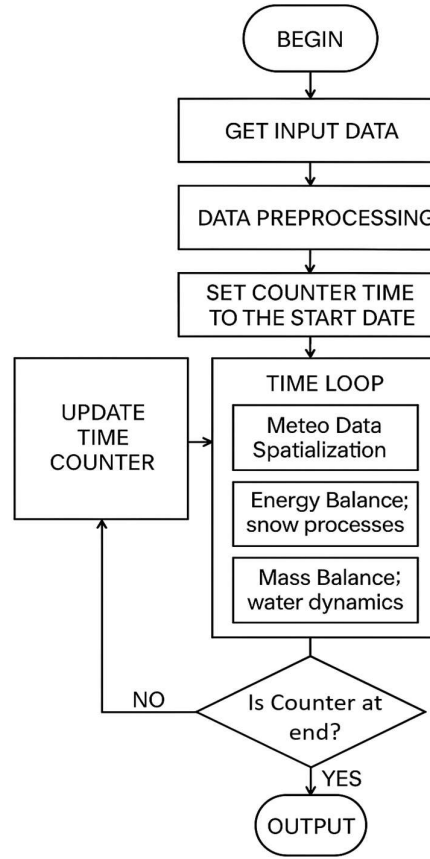 BEGIN
GET INPUT DATA
DATA PREPROCESSING
SET COUNTER TIME
TO THE START DATE
TIME LOOP
UPDATE
TIME
COUNTER
Meteo Data
Spatialization
Energy Balance;
snow processes
Mass Balance;
water dynamics
Is Counter at
end?
NO
YES
OUTPUT